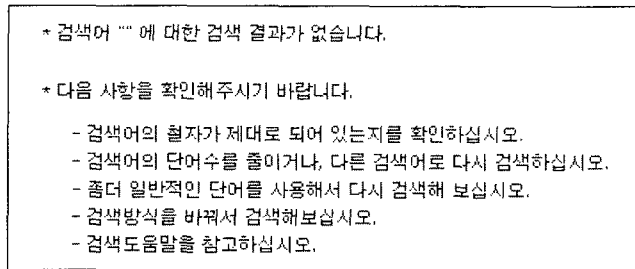 * 검색어 "" 에 대한 검색 결과가 없습니다.
* 다음 사항을 확인해주시기 바랍니다.
- 검색어의 철자가 제대로 되어 있는지를 확인하십시오.
- 검색어의 단어수를 줄이거나, 다른 검색어로 다시 검색하십시오.
- 좀더 일반적인 단어를 사용해서 다시 검색해 보십시오.
- 검색방식을 바꿔서 검색해보십시오.
- 검색도움말을 참고하십시오.